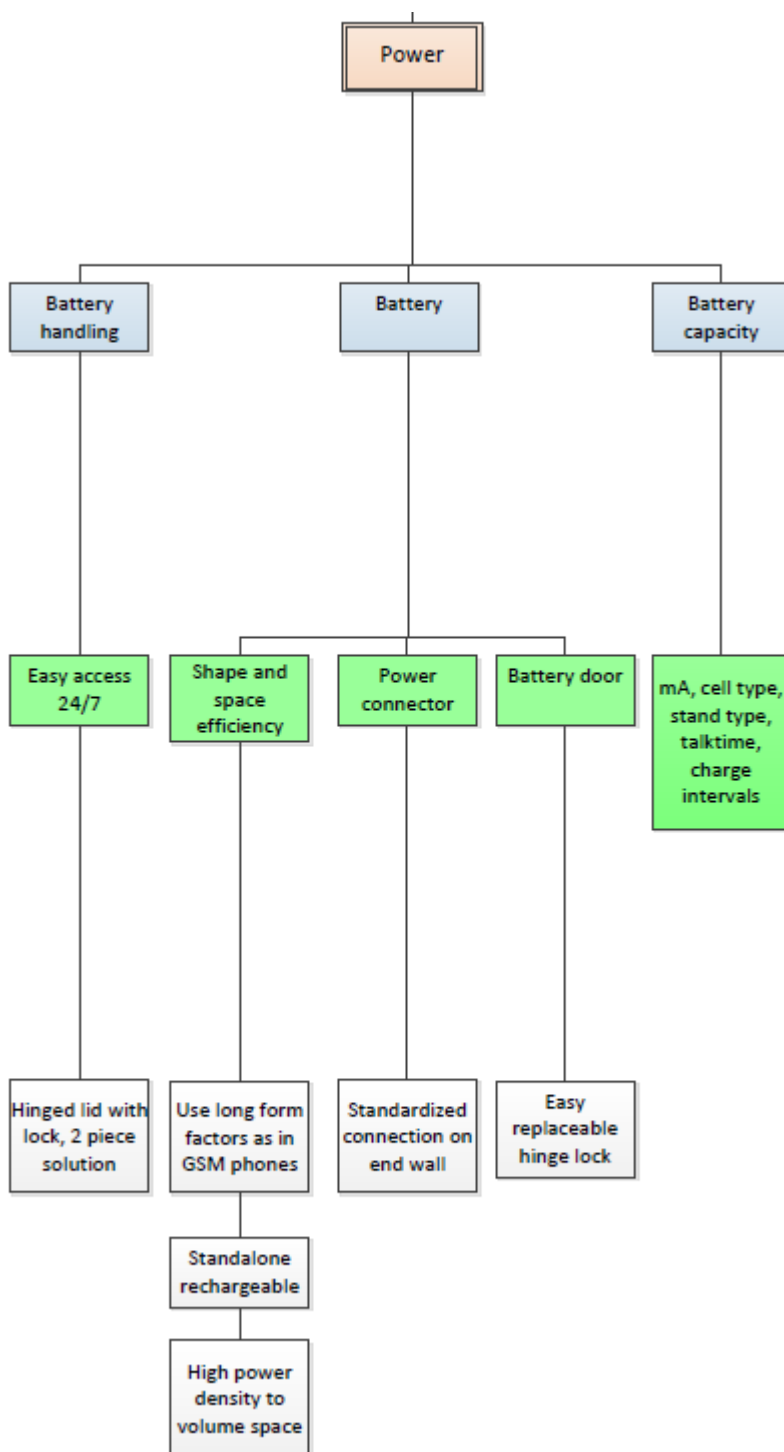 Power
Battery
handling
Battery
Battery
capacity
Easy access
24/7
Shape and
space
efficiency
Power
connector
Battery door
mA, cell type,
stand type,
talktime,
charge
intervals
Hinged lid with
lock, 2 piece
solution
Use long form
factors as in
GSM phones
Standardized
connection on
end wall
Easy
replaceable
hinge lock
Standalone
rechargeable
High power
density to
volume space